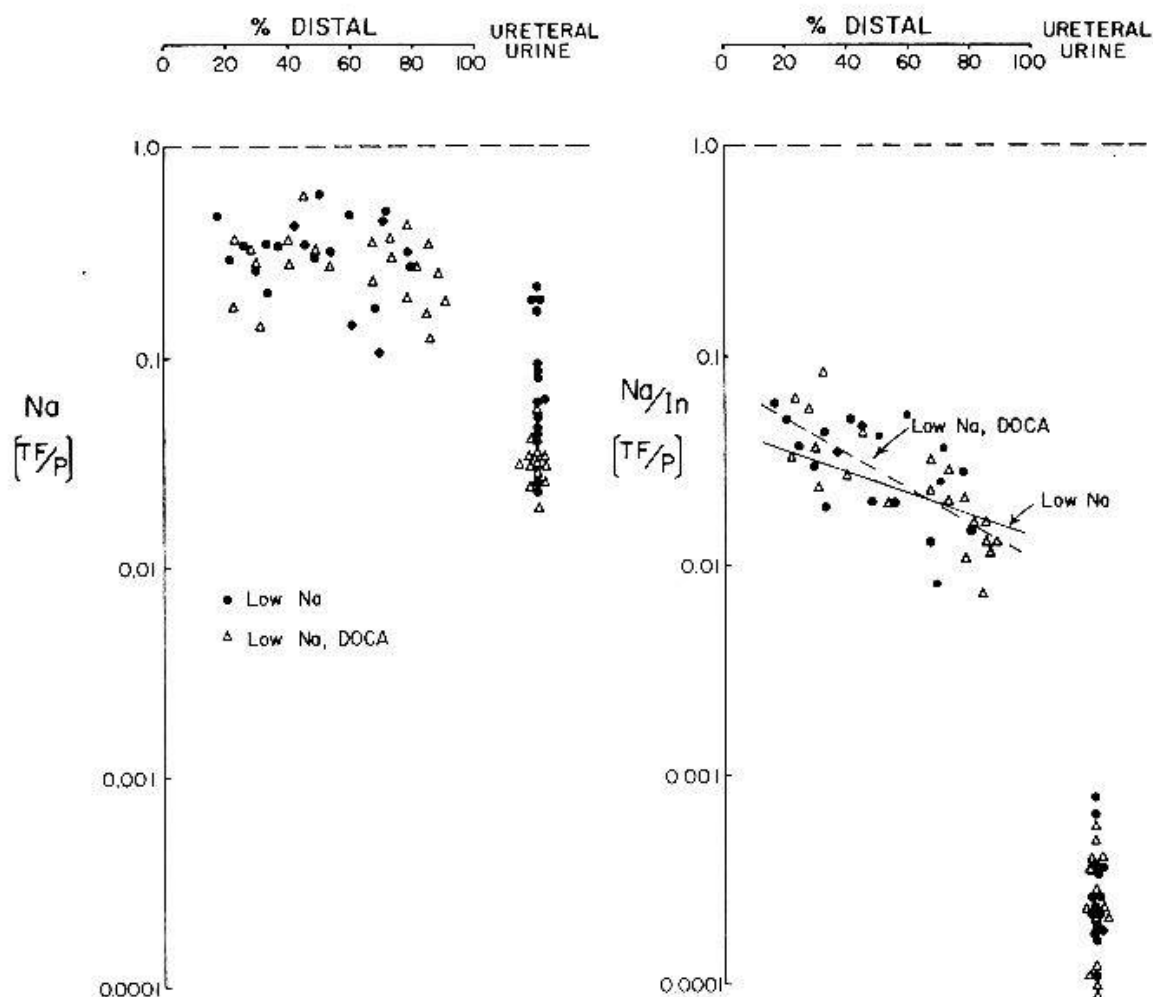 % DISTAL
URETERAL
URINE
0 20 40 60 80 100
1.0
0.1
Na
[TF/P]
0.01
Low Na
Low Na, DOCA
0.001
0.0001
% DISTAL
URETERAL
URINE
0 20 40 60 80 100
1.0
0.1
Na/In
[TF/P]
Low Na, DOCA
Low Na
0.01
0.001
0.0001